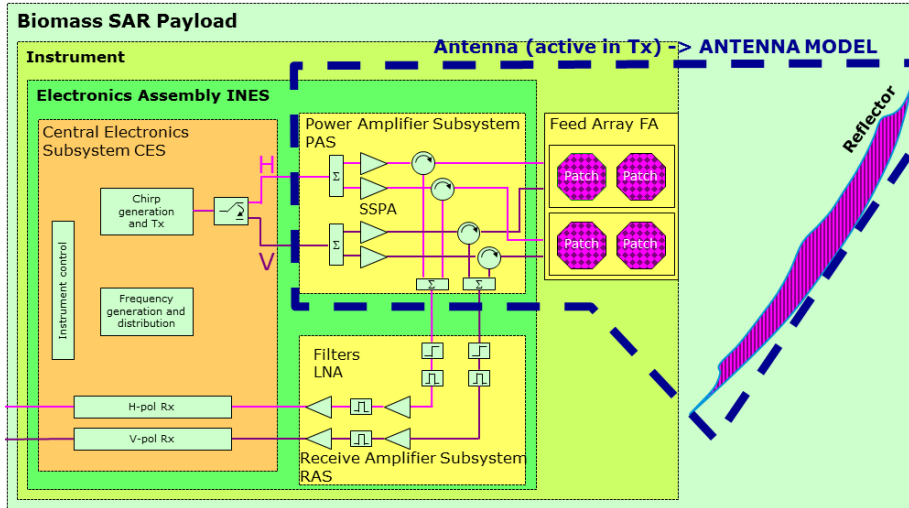 Biomass SAR Payload
Antenna (active in Tx) -> ANTENNA MODEL
Instrument
Electronics Assembly INES
Central Electronics
Subsystem CES
Power Amplifier Subsystem
PAS
Feed Array FA
Reflector
H
Σ
Patch
Patch
Chirp
generation
and Tx
SSPA
V
Σ
Patch
Patch
Instrument control
Frequency
generation and
distribution
Σ
Σ
Filters
LNA
H-pol Rx
V-pol Rx
Receive Amplifier Subsystem
RAS